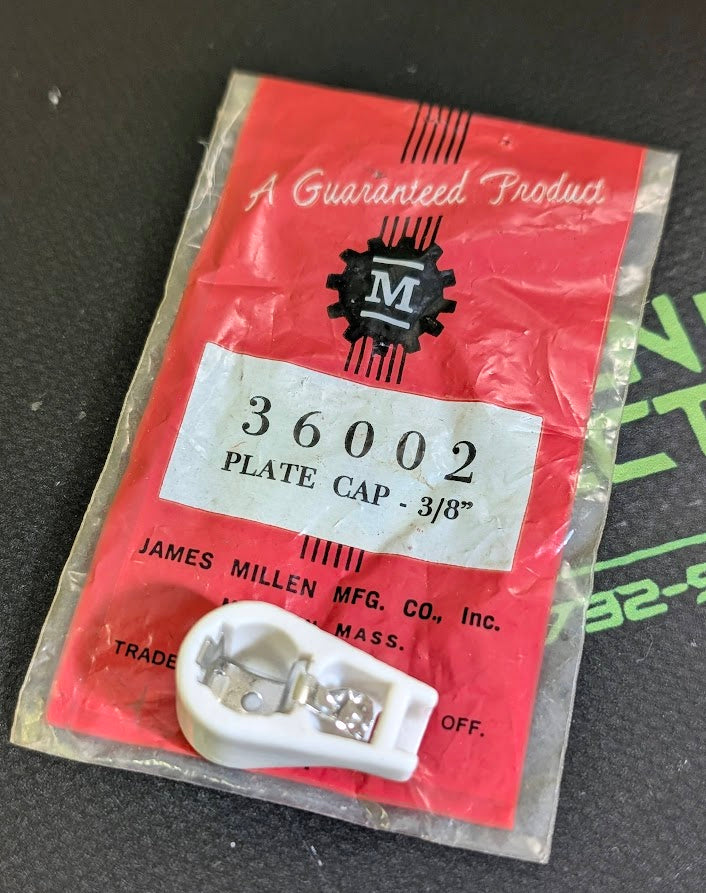 A Guaranteed Product
M
36002
PLATE CAP - 3/8"
JAMES MILLEN MFG. CO., Inc.
MASS.
TRADE OFF.